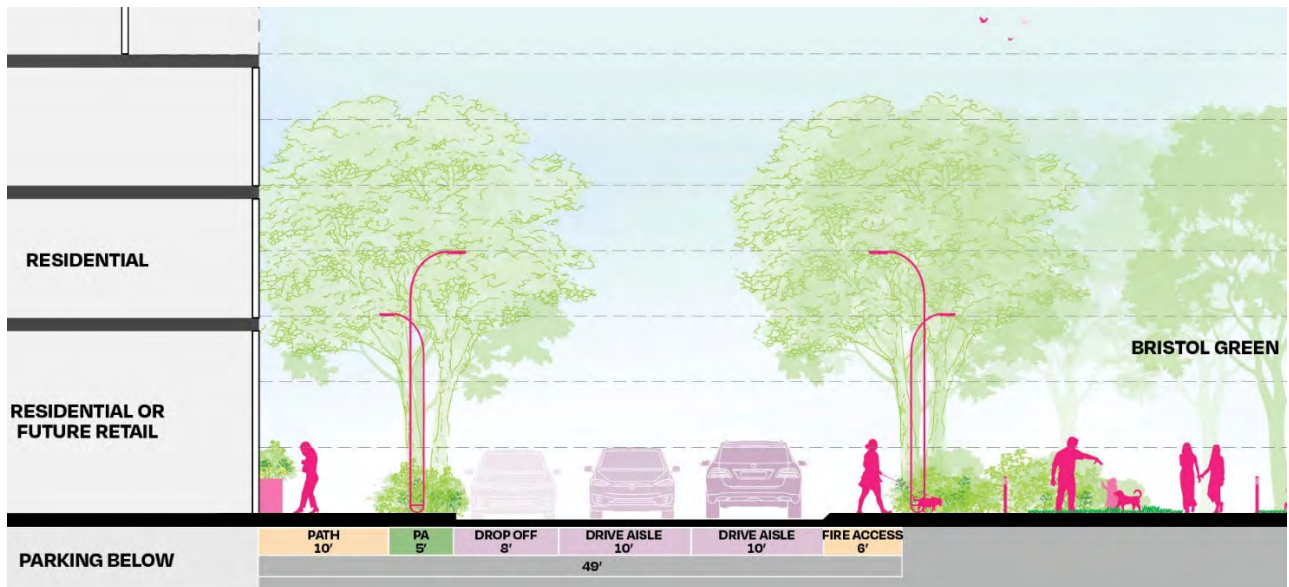 RESIDENTIAL
BRISTOL GREEN
RESIDENTIAL OR
FUTURE RETAIL
PATH
10'
PA
5'
DROP OFF
8'
DRIVE AISLE
10'
DRIVE AISLE
10'
FIRE ACCESS
6'
PARKING BELOW
49'